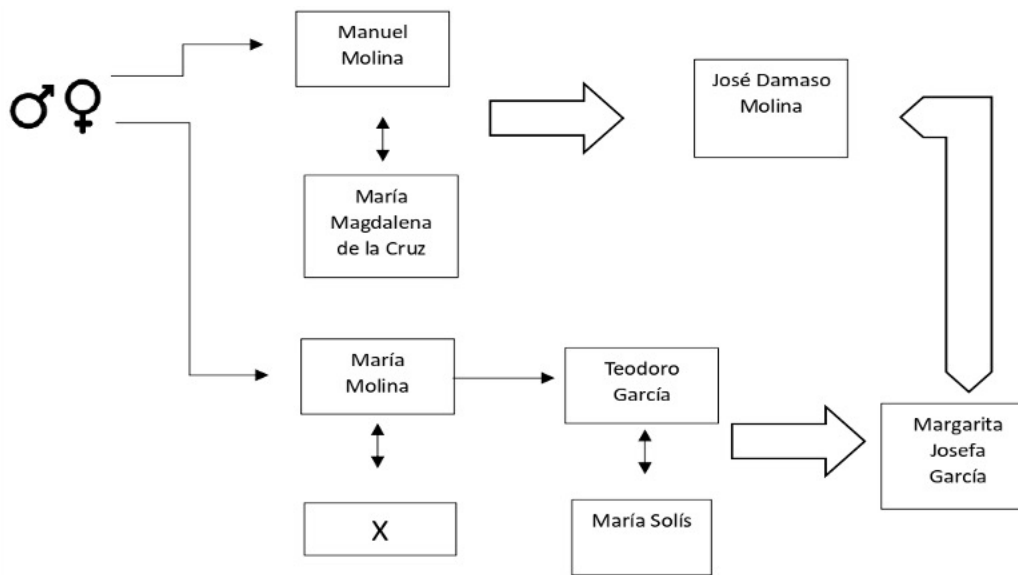 Manuel
Molina
José Damaso
Molina
María
Magdalena
de la Cruz
María
Molina
Teodoro
García
Margarita
Josefa
García
X
María Solís